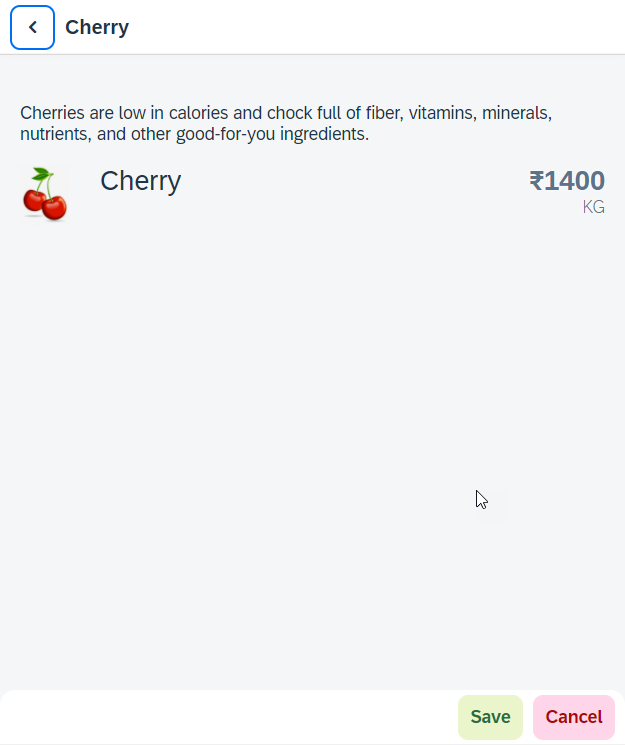 Cherry
Cherries are low in calories and chock full of fiber, vitamins, minerals,
nutrients, and other good-for-you ingredients.
Cherry
₹1400
KG
Save
Cancel